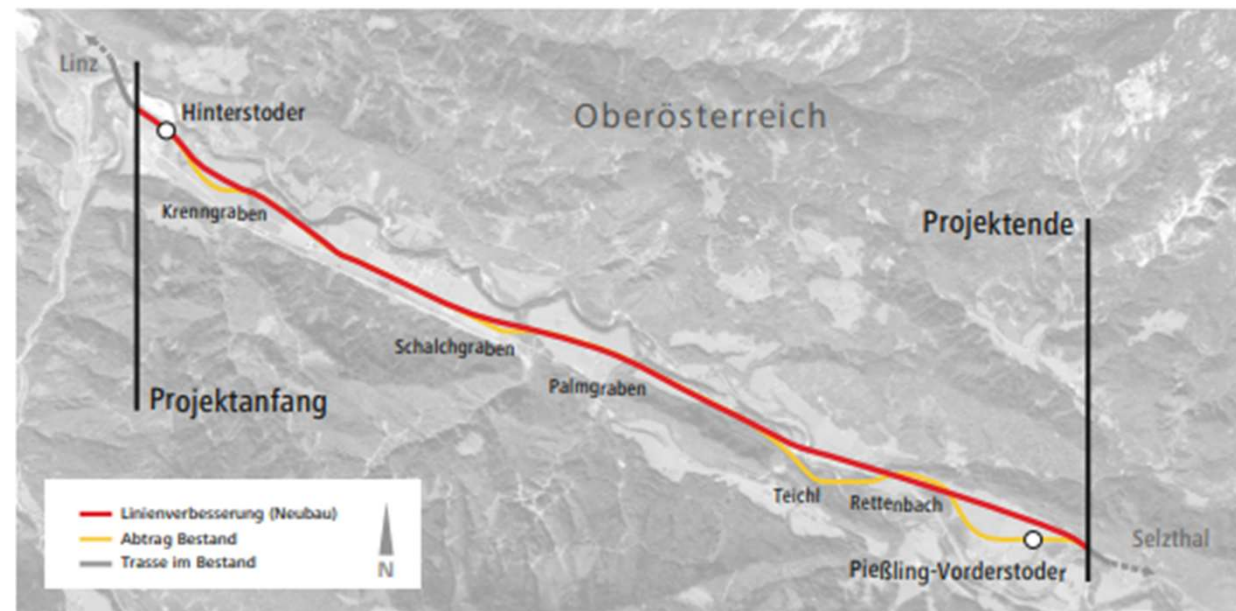 Linz
Hinterstoder
Oberösterreich
Krenngraben
Projektende
Schalchgraben
Palmgraben
Projektanfang
Teichl
Rettenbach
Selzthal
Pießling-Vorderstoder
Linienverbesserung (Neubau)
Abtrag Bestand
Trasse im Bestand
N